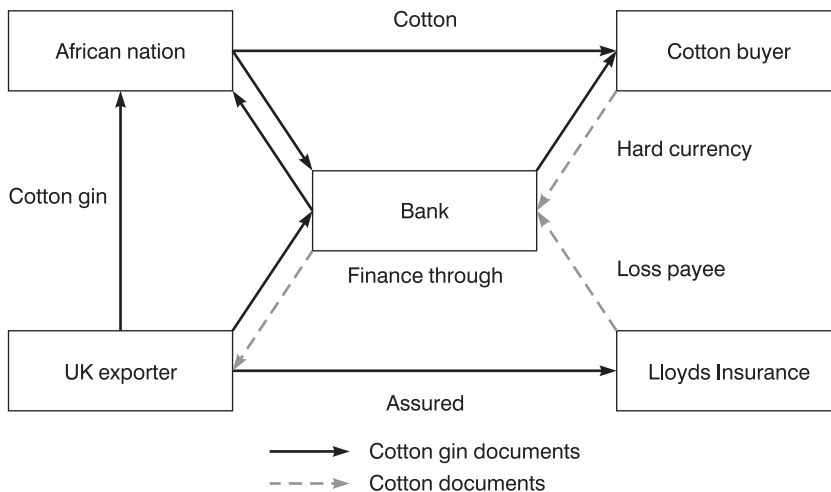 Cotton
African nation
Cotton buyer
Hard currency
Cotton gin
Bank
Finance through
Loss payee
UK exporter
Lloyds Insurance
Assured
Cotton gin documents
Cotton documents